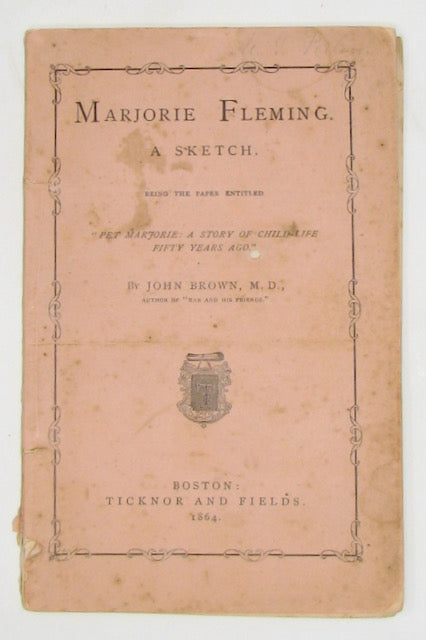 MARJORIE FLEMING.
A SKETCH.
BEING THE PAPER ENTITLED
"PET MARJORIE: A STORY OF CHILD-LIFE
FIFTY YEARS AGO."
BY JOHN BROWN, M. D.,
AUTHOR OF "RAB AND HIS FRIENDS."
T
BOSTON:
TICKNOR AND FIELDS.
1864.